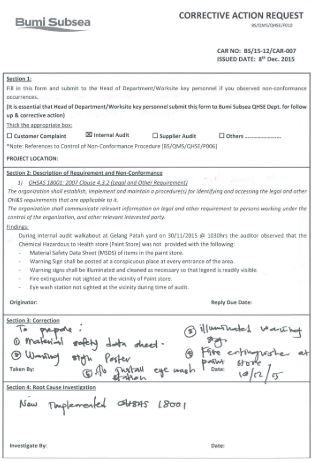 Bumi Subsea
CORRECTIVE ACTION REQUEST
BS/QMS/QHSE/F010
CAR NO: BS/15-12/CAR-007
ISSUED DATE: 8th Dec. 2015
Section 1:
Fill in this form and submit to the Head of Department/Worksite key personnel if you observed non-conformance
occurrences.
(It is essential that Head of Department/Worksite key personnel submit this form to Bumi Subsea QHSE Dept. for follow
up & corrective action)
Thick the appropriate box:
☐ Customer Complaint ☒ Internal Audit ☐ Supplier Audit ☐ Others ......................
*Note: References to Control of Non-Conformance Procedure (BS/QMS/QHSE/P006)
PROJECT LOCATION:
Section 2: Description of Requirement and Non-Conformance
1) OHSAS 18001: 2007 Clause 4.3.2 (Legal and Other Requirement)
The organization shall establish, implement and maintain a procedure(s) for identifying and accessing the legal and other
OH&S requirements that are applicable to it.
The organization shall communicate relevant information on legal and other requirement to persons working under the
control of the organization, and other relevant interested party.
Findings:
During internal audit walkabout at Gelang Patah yard on 30/11/2015 @ 1030hrs the auditor observed that the
Chemical Hazardous to Health store (Paint Store) was not provided with the following:
- Material Safety Data Sheet (MSDS) of items in the paint store.
- Warning Sign shall be posted at a conspicuous place at every entrance of the area.
- Warning signs shall be illuminated and cleaned as necessary so that legend is readily visible.
- Fire extinguisher not sighted at the vicinity of Point Store.
- Eye wash station not sighted at the vicinity during time of audit.
Originator: Reply Due Date:
Section 3: Correction
To prepare :
① material safety data sheet.
② Warning sign Poster
③ illuminated warning
sign
④ Fire extinguisher at
paint store
⑤ To install eye wash
station
Taken By: Date: 10/12/15
Section 4: Root Cause Investigation
New Implemented OHSAS 18001
Investigate By: Date: